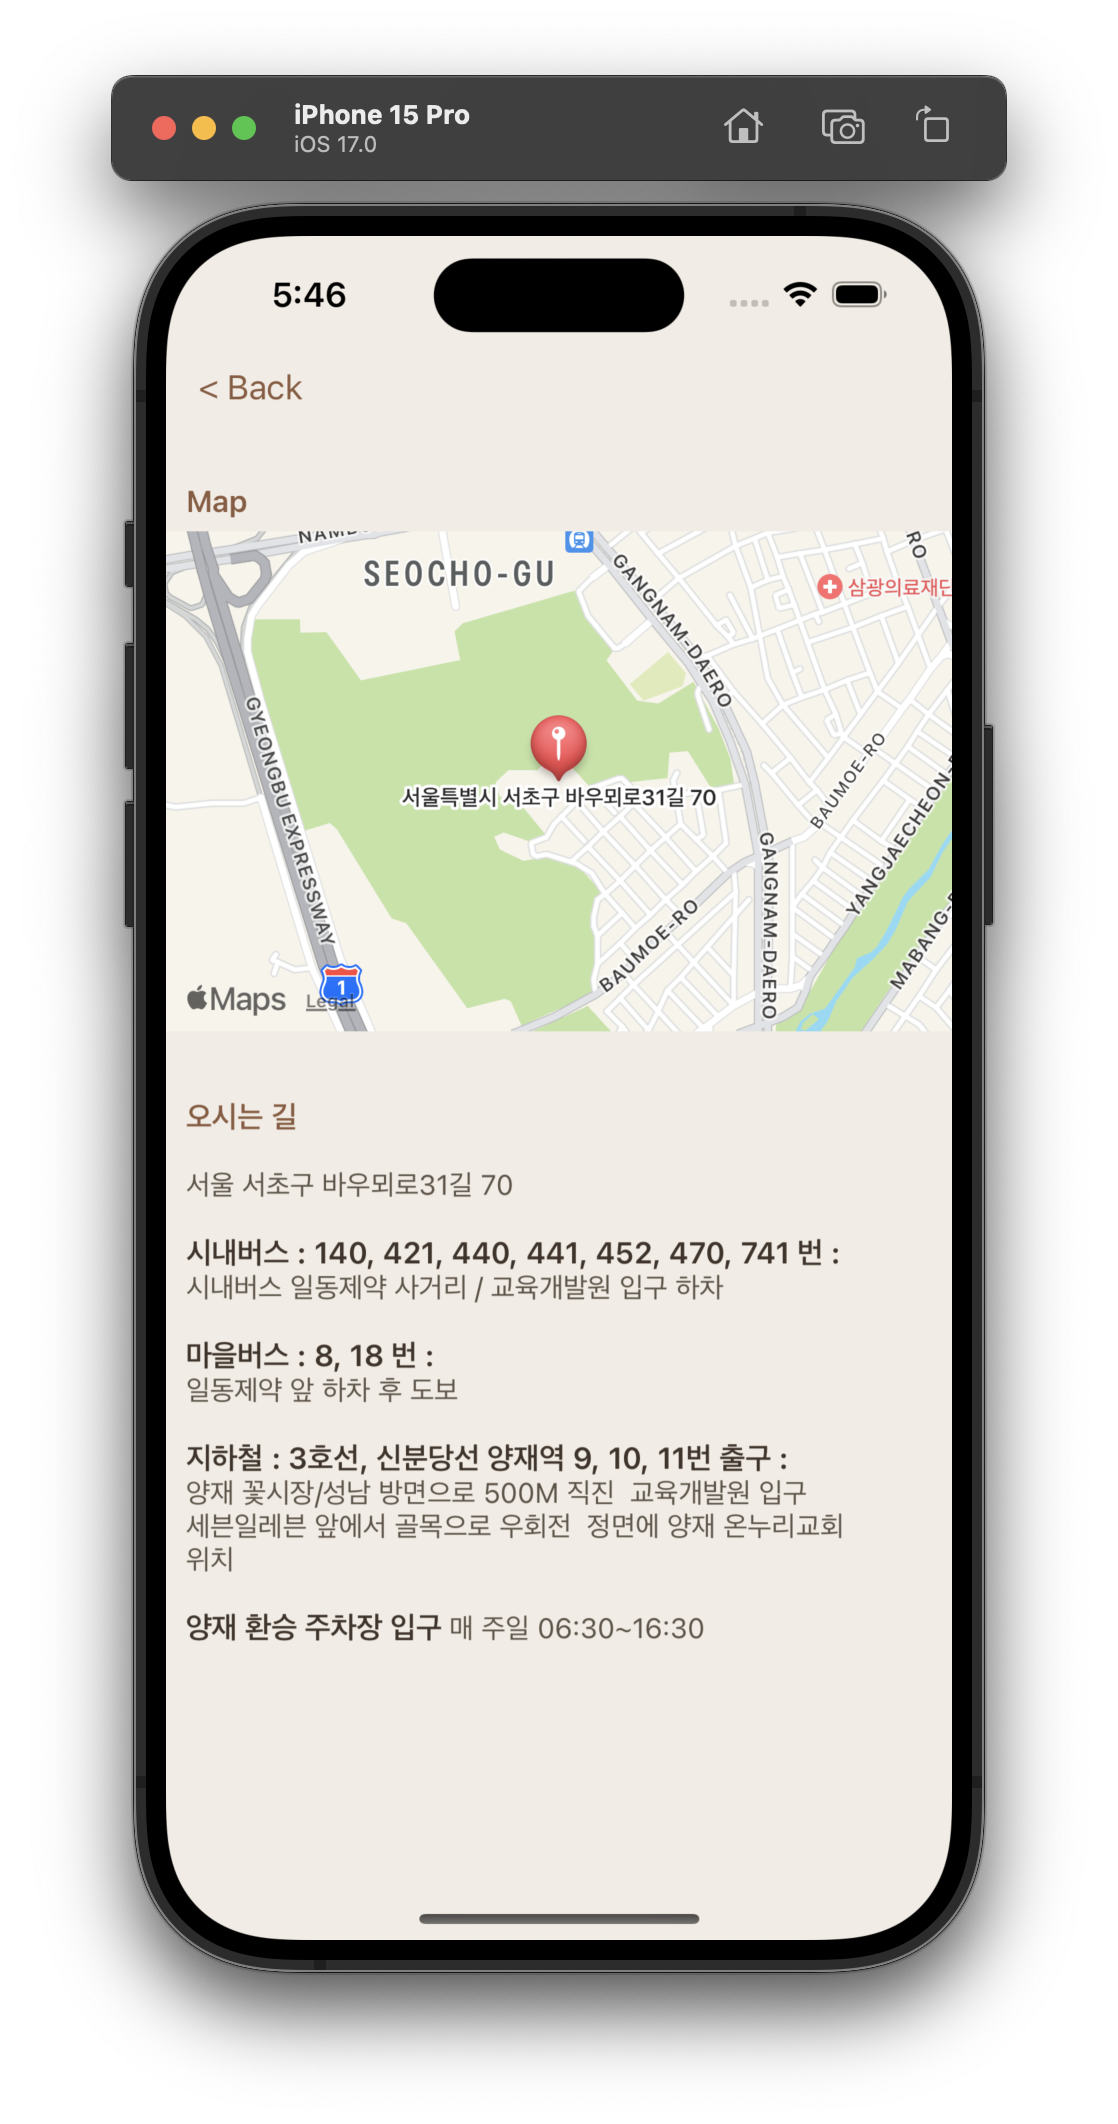 iPhone 15 Pro
iOS 17.0
5:46
< Back
Map
SEOCHO-GU
GANGNAM-DAERO
RO
삼광의료재단
GYEONGBU EXPRESSWAY
서울특별시 서초구 바우뫼로31길 70
BAUMOE-RO
YANGJAECHEON-
GANGNAM-DAERO
BAUMOE-RO
MABANG-
1
Maps
Legal
오시는 길
서울 서초구 바우뫼로31길 70
시내버스 : 140, 421, 440, 441, 452, 470, 741 번 :
시내버스 일동제약 사거리 / 교육개발원 입구 하차
마을버스 : 8, 18 번 :
일동제약 앞 하차 후 도보
지하철 : 3호선, 신분당선 양재역 9, 10, 11번 출구 :
양재 꽃시장/성남 방면으로 500M 직진  교육개발원 입구
세븐일레븐 앞에서 골목으로 우회전  정면에 양재 온누리교회
위치
양재 환승 주차장 입구 매 주일 06:30~16:30